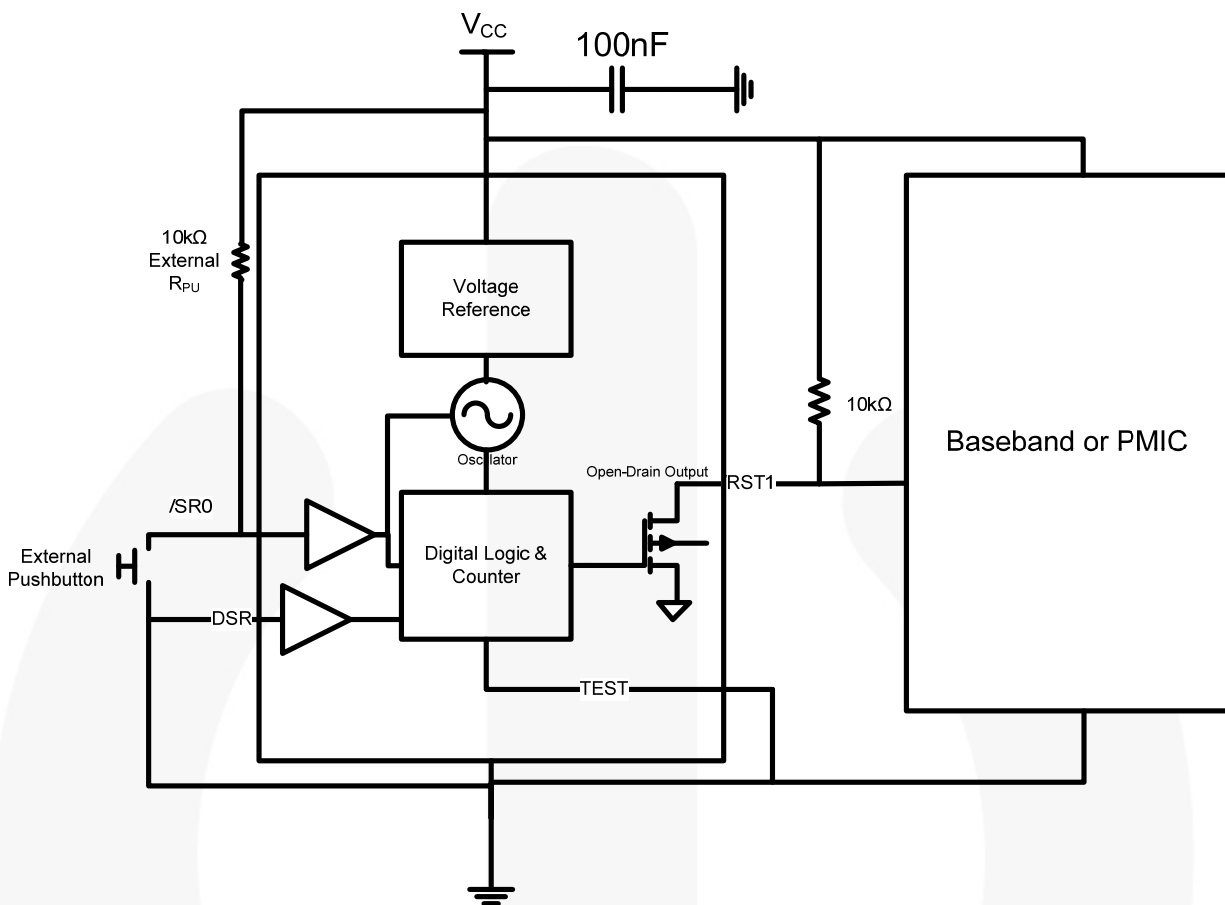 VCC
100nF
10kΩ
External
RPU
Voltage
Reference
Oscillator
Open-Drain Output
RST1
10kΩ
Baseband or PMIC
/SR0
Digital Logic &
Counter
External
Pushbutton
DSR
TEST